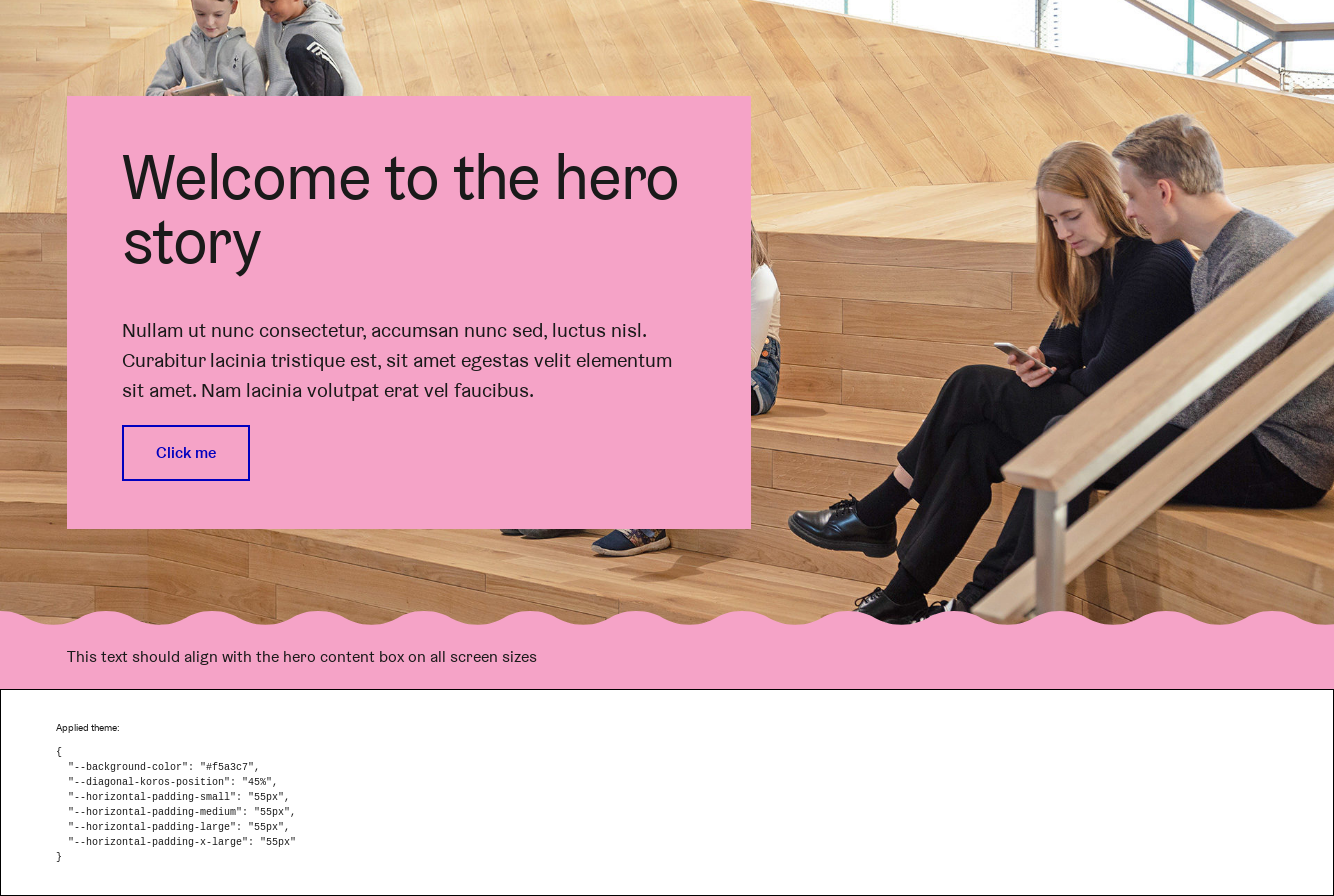 Welcome to the hero
story
Nullam ut nunc consectetur, accumsan nunc sed, luctus nisl.
Curabitur lacinia tristique est, sit amet egestas velit elementum
sit amet. Nam lacinia volutpat erat vel faucibus.
Click me
This text should align with the hero content box on all screen sizes
Applied theme:
{
  "--background-color": "#f5a3c7",
  "--diagonal-koros-position": "45%",
  "--horizontal-padding-small": "55px",
  "--horizontal-padding-medium": "55px",
  "--horizontal-padding-large": "55px",
  "--horizontal-padding-x-large": "55px"
}